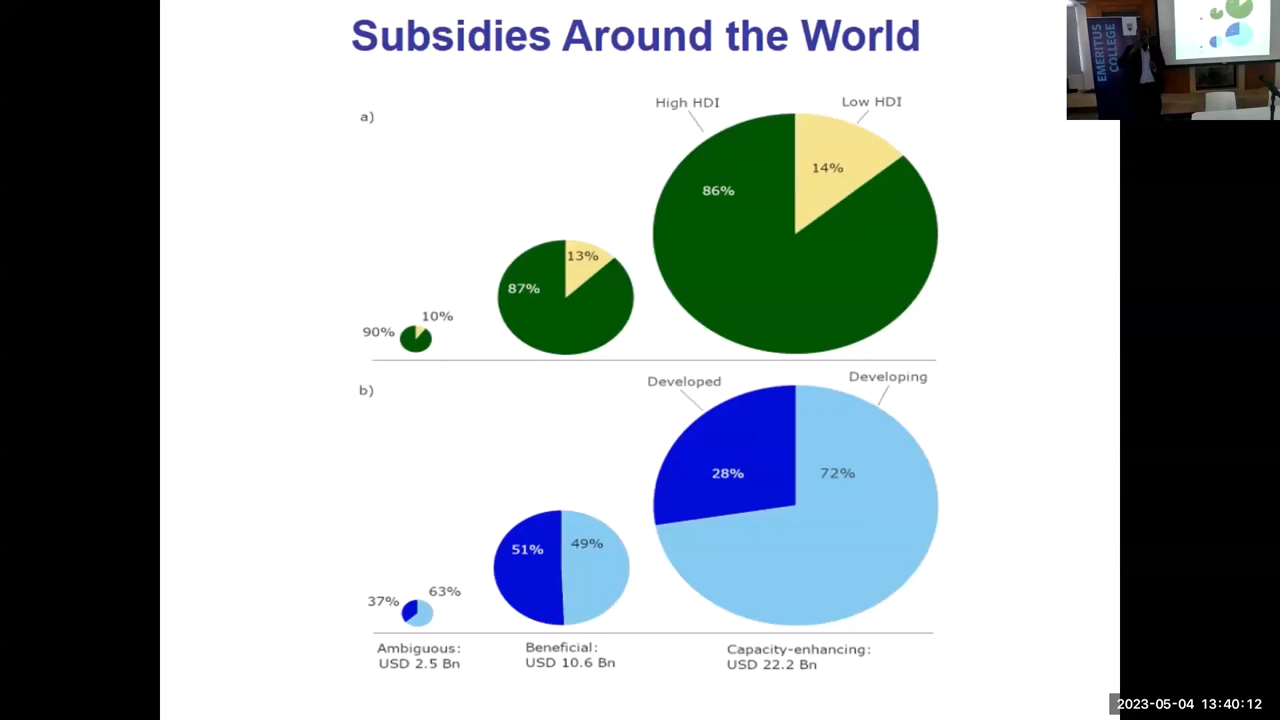 Subsidies Around the World
EMERITUS
COLLEGE
High HDI
Low HDI
a)
14%
86%
13%
87%
10%
90%
Developed
Developing
b)
28%
72%
51%
49%
63%
37%
Ambiguous:
USD 2.5 Bn
Beneficial:
USD 10.6 Bn
Capacity-enhancing:
USD 22.2 Bn
2023-05-04 13:40:12